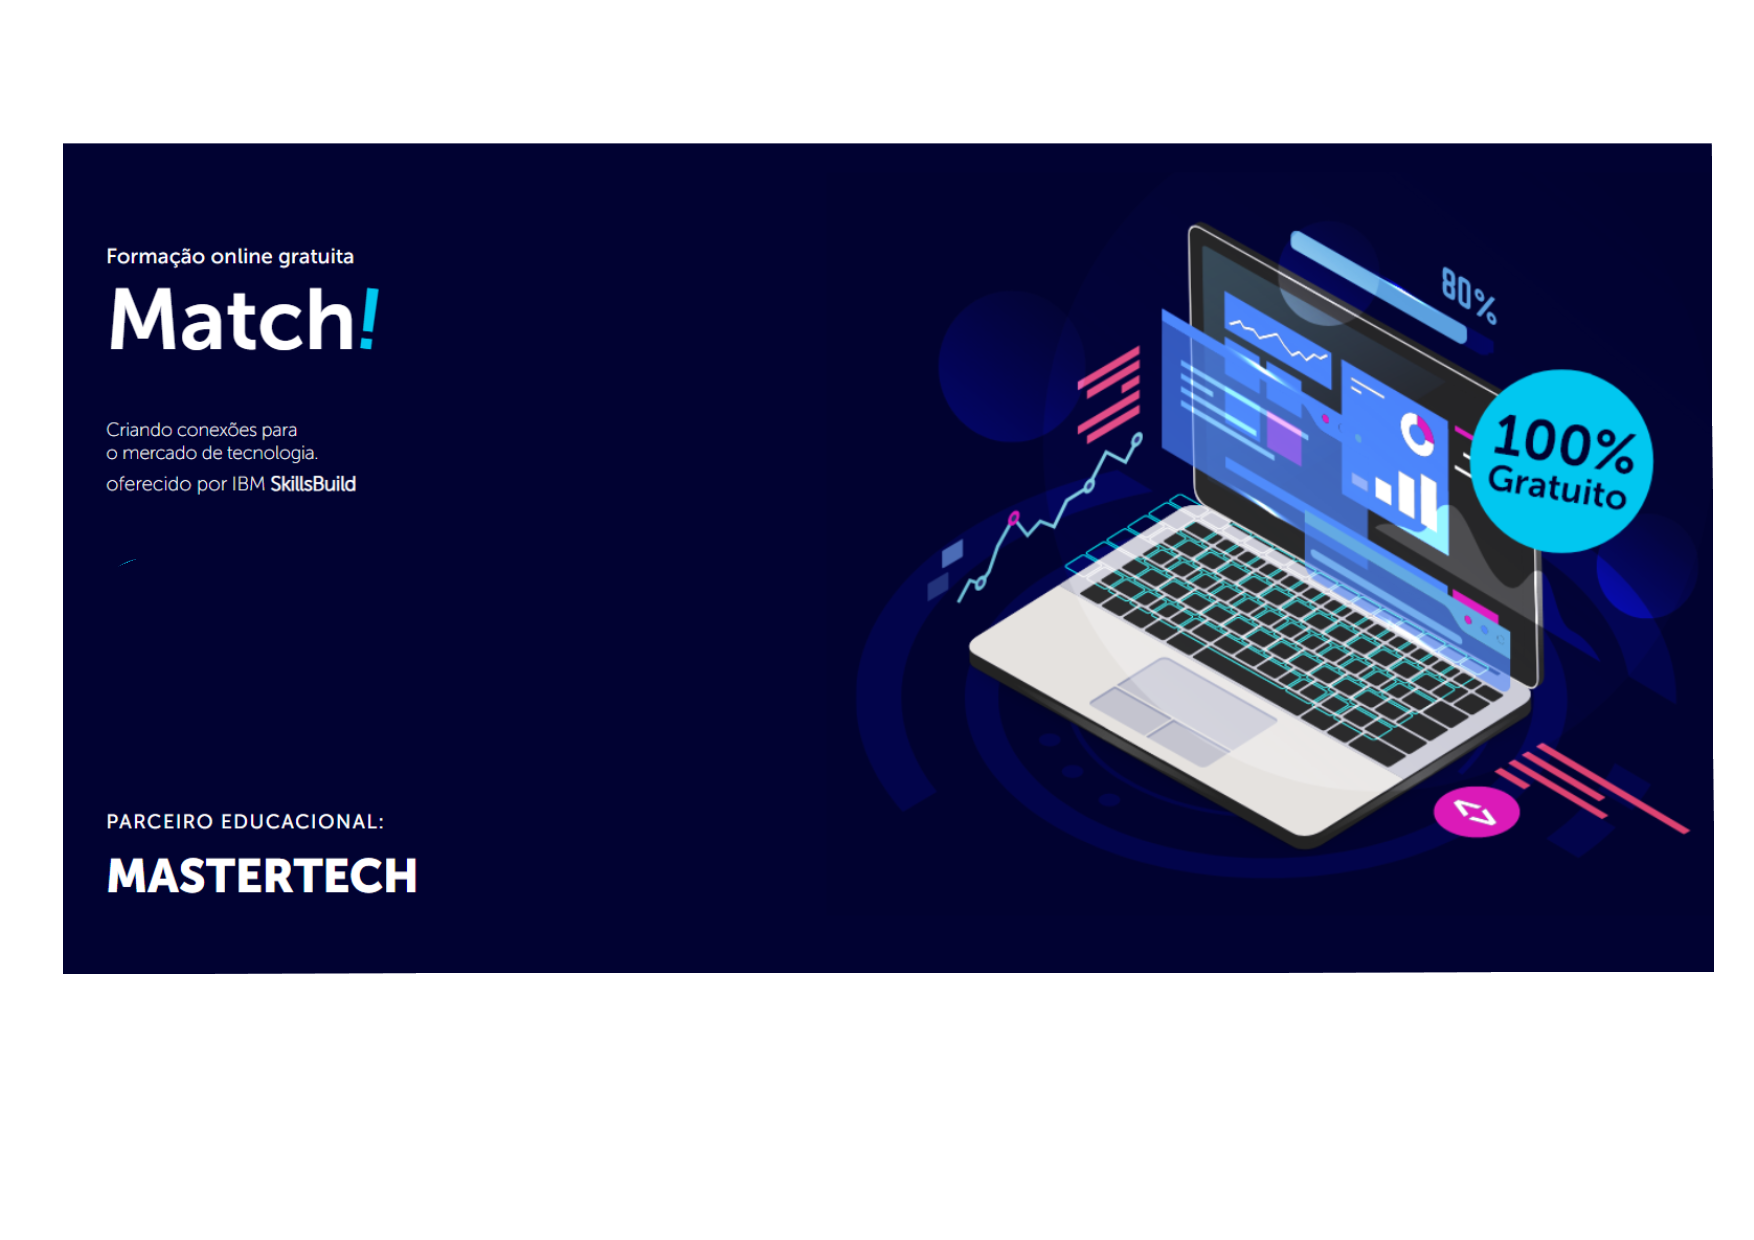 Formação online gratuita
Match!
Criando conexões para
o mercado de tecnologia.
oferecido por IBM SkillsBuild
80%
100%
Gratuito
PARCEIRO EDUCACIONAL:
MASTERTECH